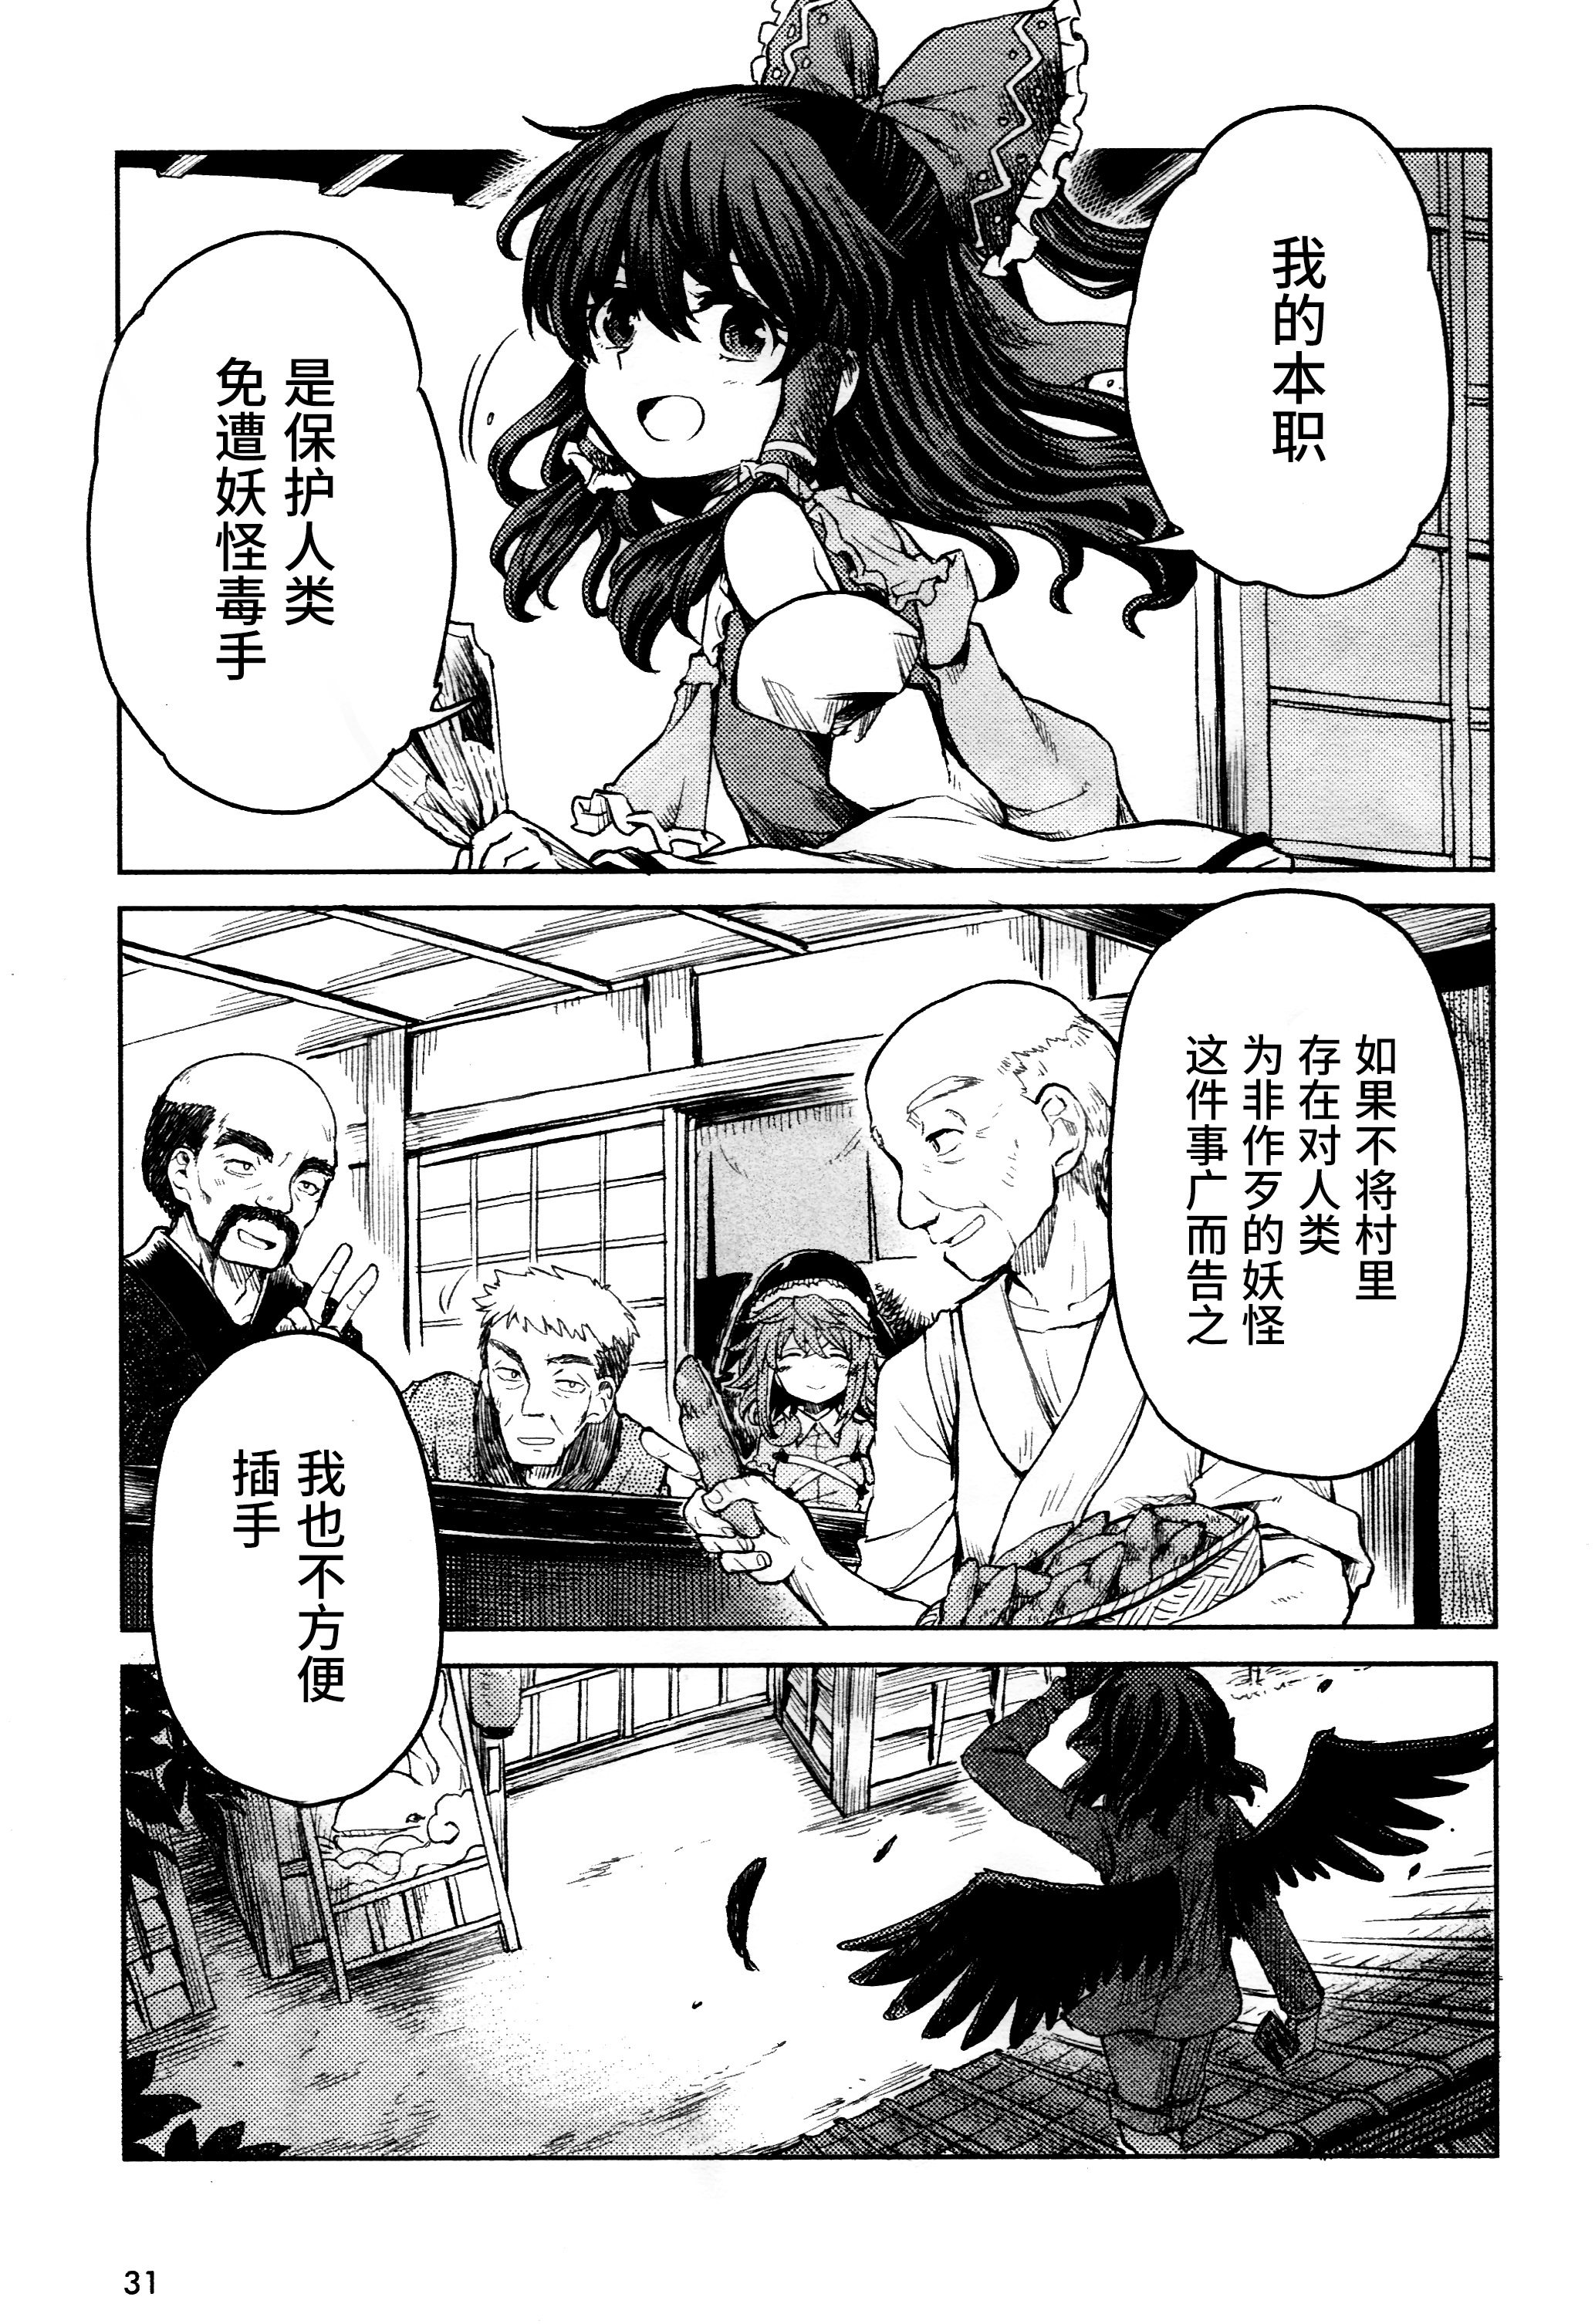 我的本职
是保护人类
免遭妖怪毒手
如果不将村里
存在对人类
为非作歹的妖怪
这件事广而告之
我也不方便
插手
31